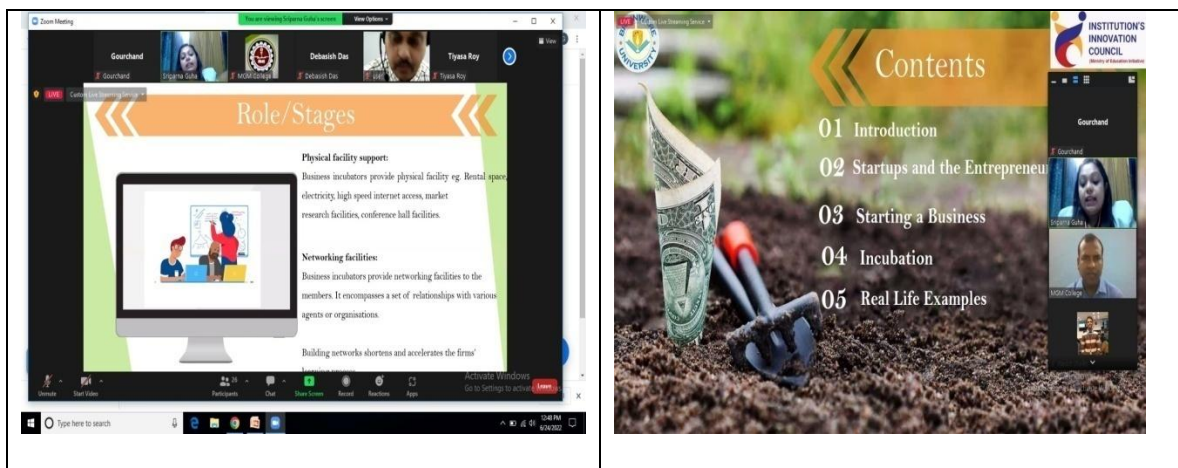 Zoom Meeting
You are viewing Sriparna Guha's screen
View Options
View
Gourchand
Debasish Das
Tiyasa Roy
Gourchand
Sriparna Guha
MGM College
Debasish Das
user
Tiyasa Roy
LIVE
Custom Live Streaming Service
Role/Stages
Physical facility support:
Business incubators provide physical facility eg. Rental space,
electricity, high speed internet access, market
research facilities, conference hall facilities.
Networking facilities:
Business incubators provide networking facilities to the
members. It encompasses a set of relationships with various
agents or organisations.
Building networks shortens and accelerates the firms'
Activate Windows
Go to Settings to activate
Unmute
Start Video
26
Participants
Chat
Share Screen
Record
Reactions
Apps
Leave
Type here to search
12:48 PM
6/24/2022
LIVE
Custom Live Streaming Service
UNIVERSITY
INSTITUTION'S
INNOVATION
COUNCIL
(Ministry of Education Initiative)
Contents
01 Introduction
02 Startups and the Entrepreneur
03 Starting a Business
04 Incubation
05 Real Life Examples
Gourchand
Gourchand
Sriparna Guha
MGM College